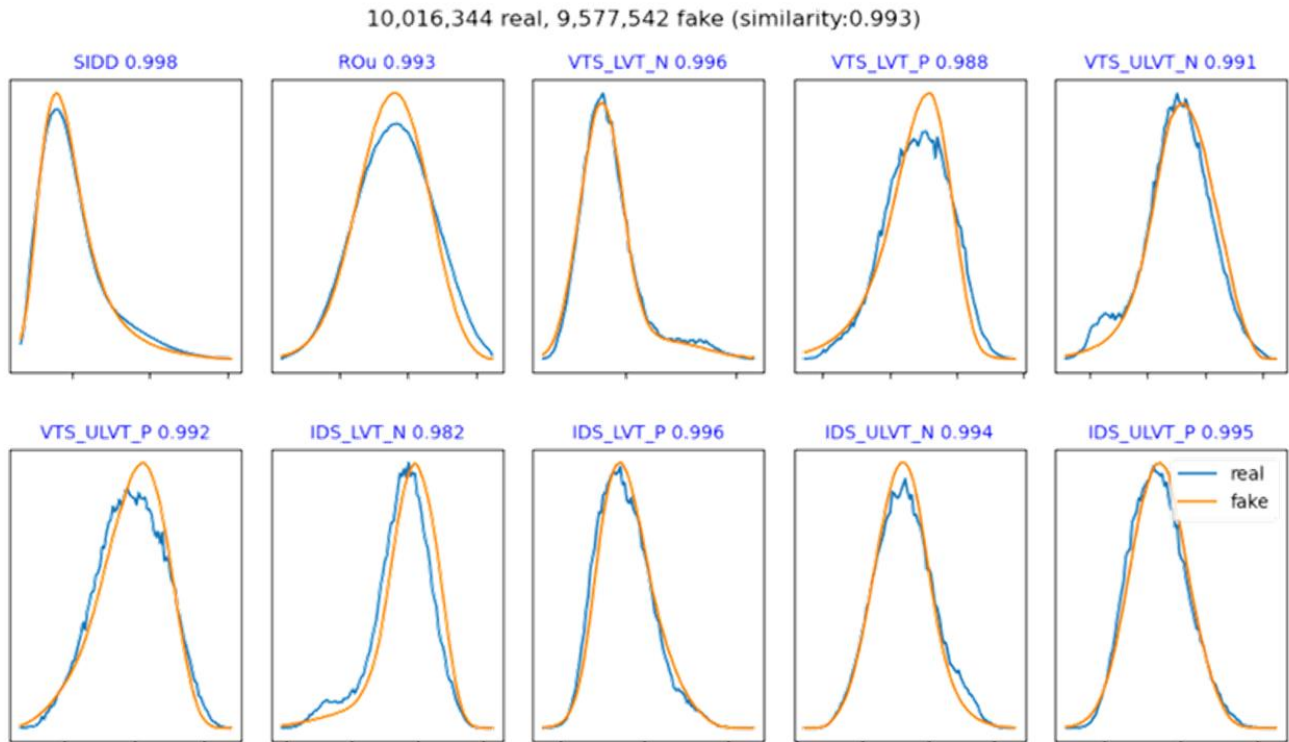 10,016,344 real, 9,577,542 fake (similarity:0.993)
SIDD 0.998
ROu 0.993
VTS_LVT_N 0.996
VTS_LVT_P 0.988
VTS_ULVT_N 0.991
VTS_ULVT_P 0.992
IDS_LVT_N 0.982
IDS_LVT_P 0.996
IDS_ULVT_N 0.994
IDS_ULVT_P 0.995
real
fake